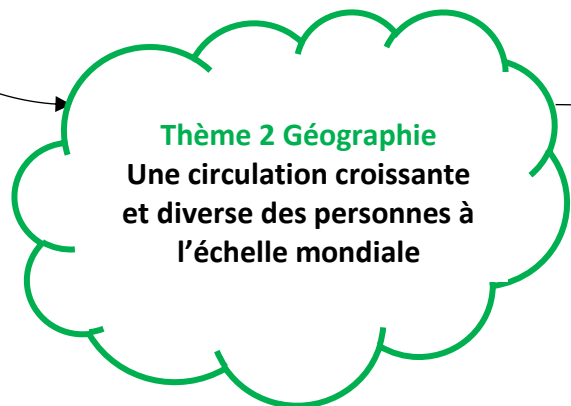 Thème 2 Géographie
Une circulation croissante
et diverse des personnes à
l’échelle mondiale